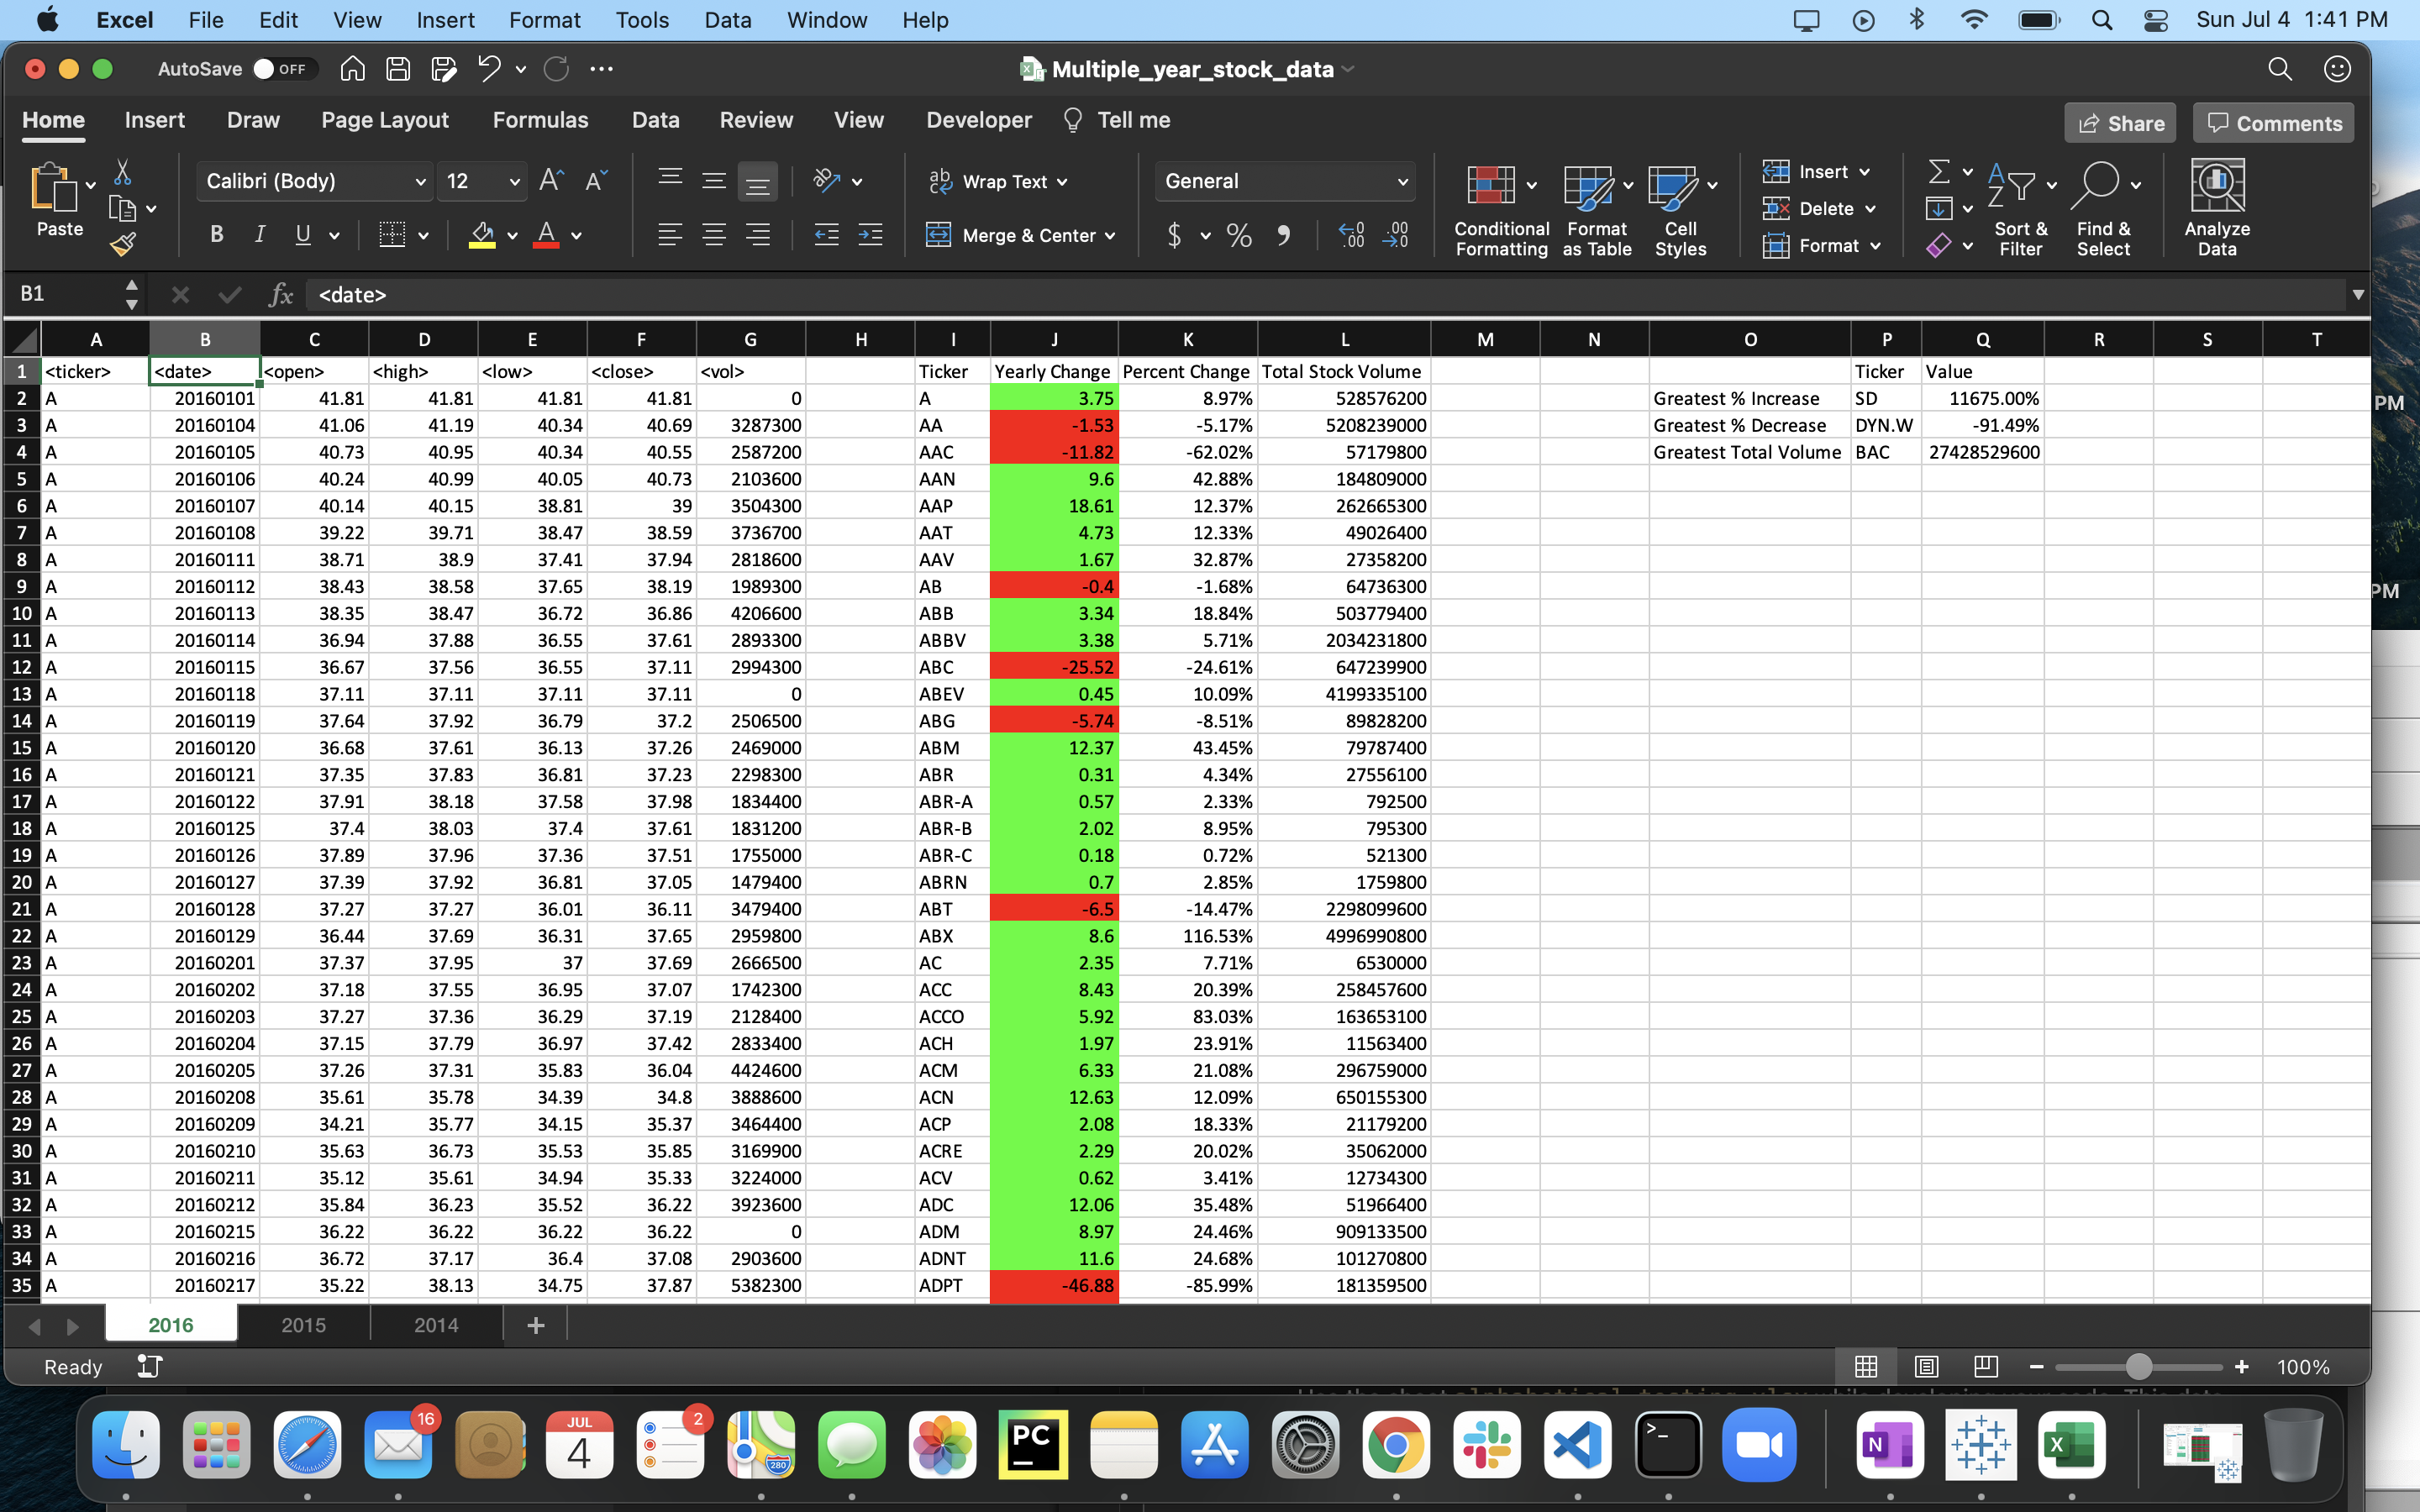 Excel File Edit View Insert Format Tools Data Window Help Sun Jul 4 1:41 PM
AutoSave OFF Multiple_year_stock_data
Home Insert Draw Page Layout Formulas Data Review View Developer Tell me Share Comments
Paste Calibri (Body) 12 Wrap Text General Insert
Merge & Center Delete
Conditional Formatting Format as Table Cell Styles Format Sort & Filter Find & Select Analyze Data
B1 fx <date>
A B C D E F G H I J K L M N O P Q R S T
1 <ticker> <date> <open> <high> <low> <close> <vol> Ticker Yearly Change Percent Change Total Stock Volume Ticker Value
2 A 20160101 41.81 41.81 41.81 41.81 0 A 3.75 8.97% 528576200 Greatest % Increase SD 11675.00%
3 A 20160104 41.06 41.19 40.34 40.69 3287300 AA -1.53 -5.17% 5208239000 Greatest % Decrease DYN.W -91.49%
4 A 20160105 40.73 40.95 40.34 40.55 2587200 AAC -11.82 -62.02% 57179800 Greatest Total Volume BAC 27428529600
5 A 20160106 40.24 40.99 40.05 40.73 2103600 AAN 9.6 42.88% 184809000
6 A 20160107 40.14 40.15 38.81 39 3504300 AAP 18.61 12.37% 262665300
7 A 20160108 39.22 39.71 38.47 38.59 3736700 AAT 4.73 12.33% 49026400
8 A 20160111 38.71 38.9 37.41 37.94 2818600 AAV 1.67 32.87% 27358200
9 A 20160112 38.43 38.58 37.65 38.19 1989300 AB -0.4 -1.68% 64736300
10 A 20160113 38.35 38.47 36.72 36.86 4206600 ABB 3.34 18.84% 503779400
11 A 20160114 36.94 37.88 36.55 37.61 2893300 ABBV 3.38 5.71% 2034231800
12 A 20160115 36.67 37.56 36.55 37.11 2994300 ABC -25.52 -24.61% 647239900
13 A 20160118 37.11 37.11 37.11 37.11 0 ABEV 0.45 10.09% 4199335100
14 A 20160119 37.64 37.92 36.79 37.2 2506500 ABG -5.74 -8.51% 89828200
15 A 20160120 36.68 37.61 36.13 37.26 2469000 ABM 12.37 43.45% 79787400
16 A 20160121 37.35 37.83 36.81 37.23 2298300 ABR 0.31 4.34% 27556100
17 A 20160122 37.91 38.18 37.58 37.98 1834400 ABR-A 0.57 2.33% 792500
18 A 20160125 37.4 38.03 37.4 37.61 1831200 ABR-B 2.02 8.95% 795300
19 A 20160126 37.89 37.96 37.36 37.51 1755000 ABR-C 0.18 0.72% 521300
20 A 20160127 37.39 37.92 36.81 37.05 1479400 ABRN 0.7 2.85% 1759800
21 A 20160128 37.27 37.27 36.01 36.11 3479400 ABT -6.5 -14.47% 2298099600
22 A 20160129 36.44 37.69 36.31 37.65 2959800 ABX 8.6 116.53% 4996990800
23 A 20160201 37.37 37.95 37 37.69 2666500 AC 2.35 7.71% 6530000
24 A 20160202 37.18 37.55 36.95 37.07 1742300 ACC 8.43 20.39% 258457600
25 A 20160203 37.27 37.36 36.29 37.19 2128400 ACCO 5.92 83.03% 163653100
26 A 20160204 37.15 37.79 36.97 37.42 2833400 ACH 1.97 23.91% 11563400
27 A 20160205 37.26 37.31 35.83 36.04 4424600 ACM 6.33 21.08% 296759000
28 A 20160208 35.61 35.78 34.39 34.8 3888600 ACN 12.63 12.09% 650155300
29 A 20160209 34.21 35.77 34.15 35.37 3464400 ACP 2.08 18.33% 21179200
30 A 20160210 35.63 36.73 35.53 35.85 3169900 ACRE 2.29 20.02% 35062000
31 A 20160211 35.12 35.61 34.94 35.33 3224000 ACV 0.62 3.41% 12734300
32 A 20160212 35.84 36.23 35.52 36.22 3923600 ADC 12.06 35.48% 51966400
33 A 20160215 36.22 36.22 36.22 36.22 0 ADM 8.97 24.46% 909133500
34 A 20160216 36.72 37.17 36.4 37.08 2903600 ADNT 11.6 24.68% 101270800
35 A 20160217 35.22 38.13 34.75 37.87 5382300 ADPT -46.88 -85.99% 181359500
PM
PM
2016 2015 2014 +
Ready 100%
16 JUL 4 2 PC 280 >_ N X